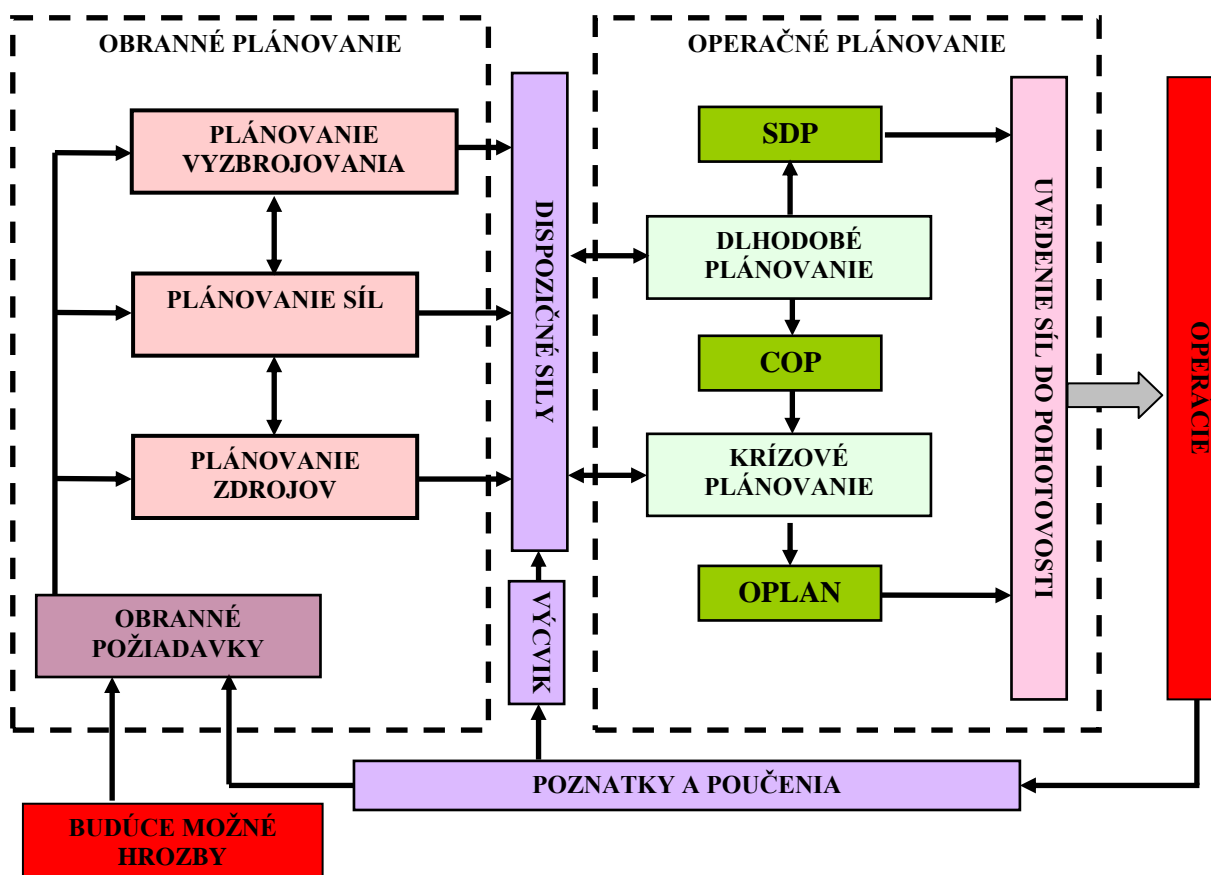 OBRANNÉ PLÁNOVANIE
PLÁNOVANIE
VYZBROJOVANIA
PLÁNOVANIE SÍL
PLÁNOVANIE
ZDROJOV
OBRANNÉ
POŽIADAVKY
BUDÚCE MOŽNÉ
HROZBY
DISPOZIČNÉ SILY
VÝCVIK
OPERAČNÉ PLÁNOVANIE
SDP
DLHODOBÉ
PLÁNOVANIE
COP
KRÍZOVÉ
PLÁNOVANIE
OPLAN
UVEDENIE SÍL DO POHOTOVOSTI
OPERACIE
POZNATKY A POUČENIA